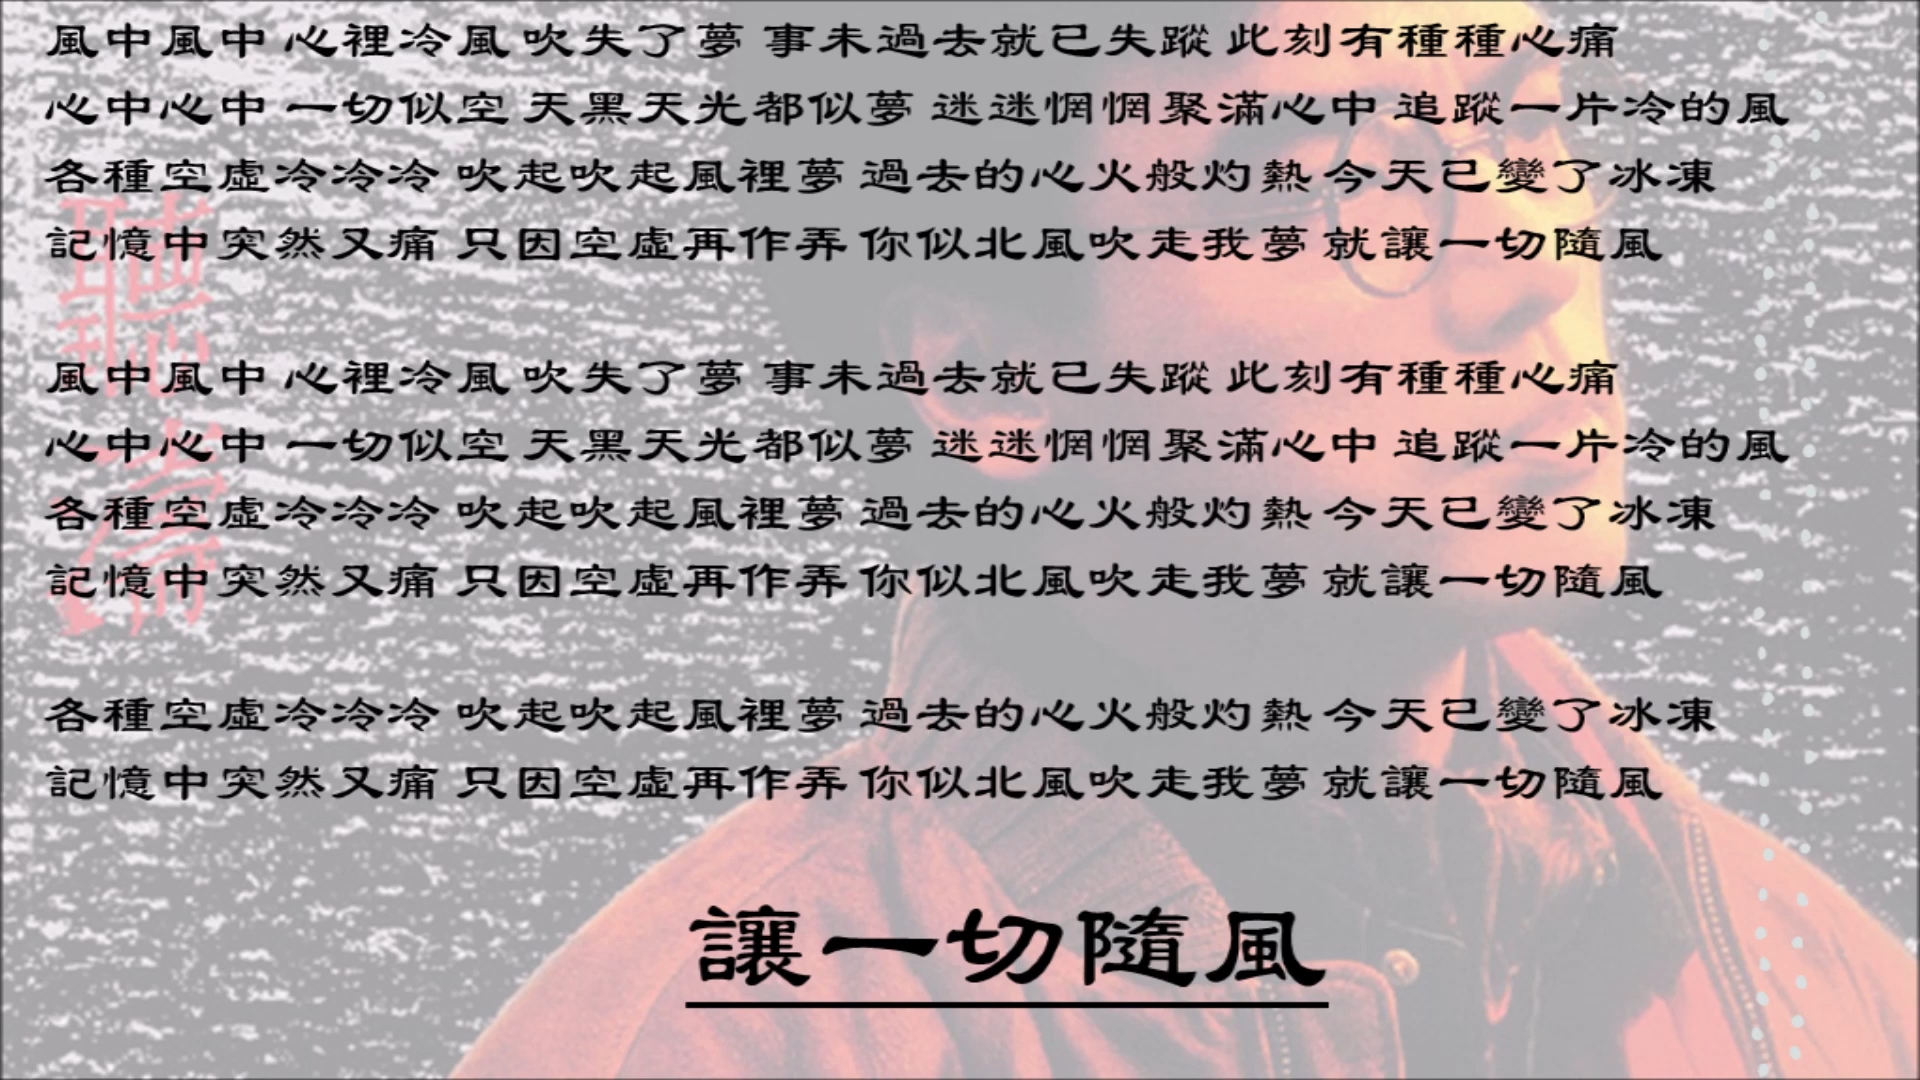 風中風中 心裡冷風 吹失了夢 事未過去就已失蹤 此刻有種種心痛
心中心中 一切似空 天黑天光都似夢 迷迷惘惘聚滿心中 追蹤一片冷的風
各種空虛冷冷冷 吹起吹起風裡夢 過去的心火般灼熱 今天已變了冰凍
記憶中突然又痛 只因空虛再作弄 你似北風吹走我夢 就讓一切隨風
風中風中 心裡冷風 吹失了夢 事未過去就已失蹤 此刻有種種心痛
心中心中 一切似空 天黑天光都似夢 迷迷惘惘聚滿心中 追蹤一片冷的風
各種空虛冷冷冷 吹起吹起風裡夢 過去的心火般灼熱 今天已變了冰凍
記憶中突然又痛 只因空虛再作弄 你似北風吹走我夢 就讓一切隨風
各種空虛冷冷冷 吹起吹起風裡夢 過去的心火般灼熱 今天已變了冰凍
記憶中突然又痛 只因空虛再作弄 你似北風吹走我夢 就讓一切隨風
讓一切隨風
聽濤